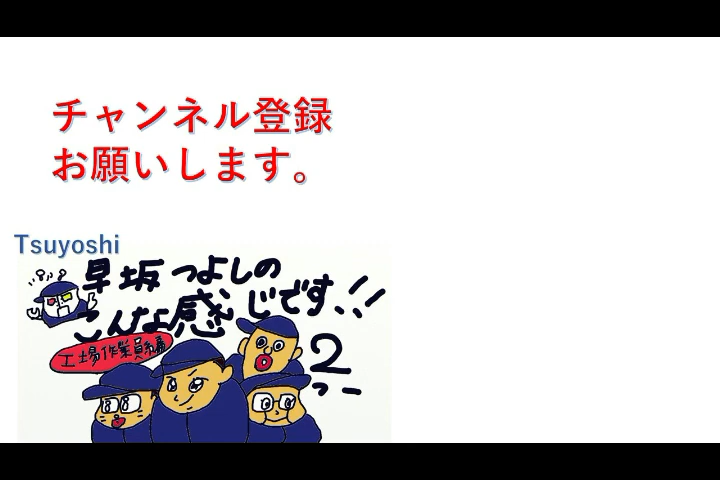 チャンネル登録
お願いします。
Tsuyoshi
早坂つよしの
こんな感じです!!
工場作業員編
2